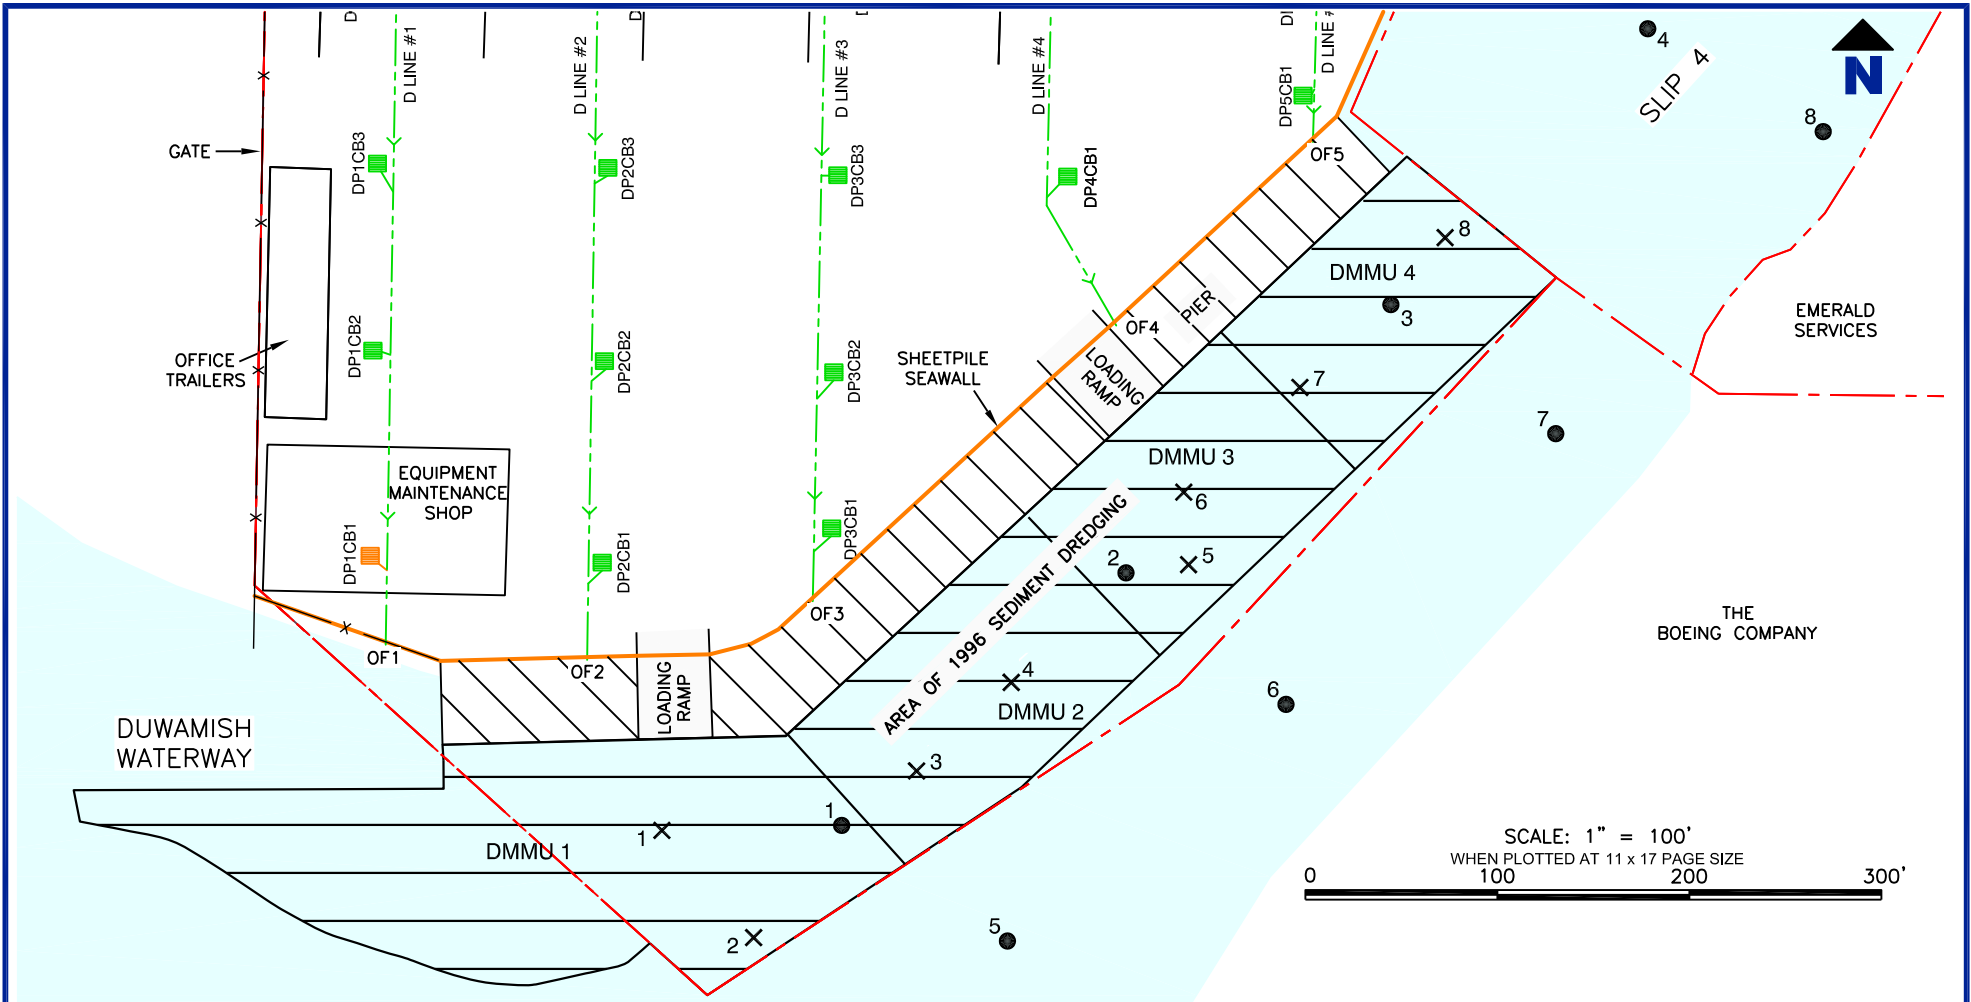 D LINE #1
D LINE #2
D LINE #3
D LINE #4
D LINE #
4
SLIP 4
N
8
GATE
DP1CB3
DP2CB3
DP3CB3
DP4CB1
DP5CB1
OF5
8
DMMU 4
3
EMERALD
SERVICES
OFFICE
TRAILERS
DP1CB2
DP2CB2
DP3CB2
SHEETPILE
SEAWALL
OF4
PIER
LOADING
RAMP
7
7
DMMU 3
6
EQUIPMENT
MAINTENANCE
SHOP
DP1CB1
DP2CB1
DP3CB1
OF3
2
5
AREA OF 1996 SEDIMENT DREDGING
THE
BOEING COMPANY
OF1
OF2
LOADING
RAMP
4
DMMU 2
6
DUWAMISH
WATERWAY
3
1
1
DMMU 1
2
5
SCALE: 1" = 100'
WHEN PLOTTED AT 11 x 17 PAGE SIZE
0 100 200 300'